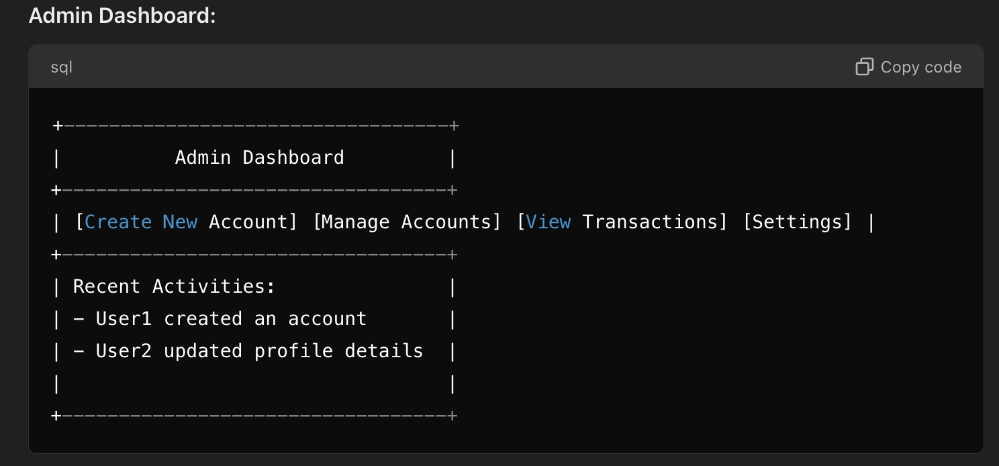 Admin Dashboard:
sql
Copy code
+----------------------------------+
|          Admin Dashboard         |
+----------------------------------+
| [Create New Account] [Manage Accounts] [View Transactions] [Settings] |
+----------------------------------+
| Recent Activities:               |
| - User1 created an account       |
| - User2 updated profile details  |
|                                  |
+----------------------------------+